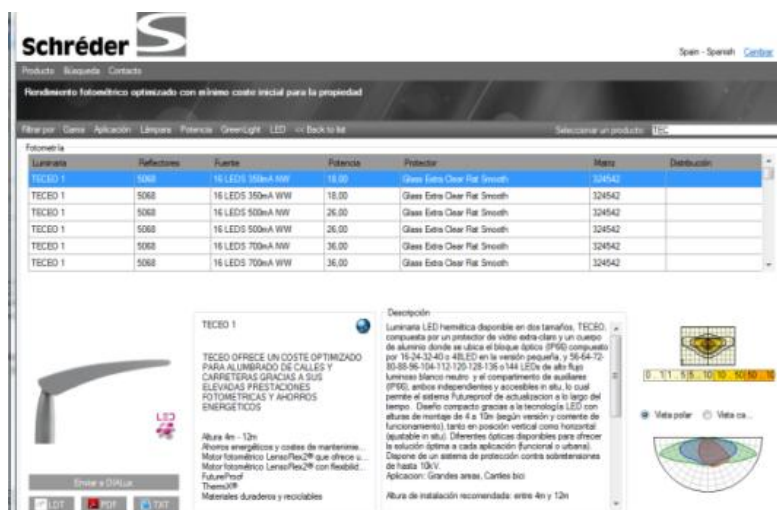 Schréder
Spain - Spanish Cambiar
Producto Búsqueda Contacto
Rendimiento fotométrico optimizado con mínimo coste inicial para la propiedad
Filtrar por Gama Aplicación Lámpara Potencia GreenLight LED << Back to list Seleccionar un producto TEC
Fotometría
Luminaria Reflectores Fuente Potencia Protector Matriz Distribución
TECEO 1 5068 16 LEDS 350mA NW 18,00 Glass Extra Clear Flat Smooth 324542
TECEO 1 5068 16 LEDS 350mA WW 18,00 Glass Extra Clear Flat Smooth 324542
TECEO 1 5068 16 LEDS 500mA NW 26,00 Glass Extra Clear Flat Smooth 324542
TECEO 1 5068 16 LEDS 500mA WW 26,00 Glass Extra Clear Flat Smooth 324542
TECEO 1 5068 16 LEDS 700mA NW 36,00 Glass Extra Clear Flat Smooth 324542
TECEO 1 5068 16 LEDS 700mA WW 36,00 Glass Extra Clear Flat Smooth 324542
LED
Enviar a DIALux
LDT PDF TXT
TECEO 1
TECEO OFRECE UN COSTE OPTIMIZADO
PARA ALUMBRADO DE CALLES Y
CARRETERAS GRACIAS A SUS
ELEVADAS PRESTACIONES
FOTOMÉTRICAS Y AHORROS
ENERGÉTICOS
Altura 4m - 12m
Ahorros energéticos y costes de mantenimie...
Motor fotométrico LensoFlex2® que ofrece u...
Motor fotométrico LensoFlex2® con flexibilid...
FutureProof
ThermiX®
Materiales duraderos y reciclables
Descripción
Luminaria LED hermética disponible en dos tamaños, TECEO,
compuesta por un protector de vidrio extra-claro y un cuerpo
de aluminio donde se ubica el bloque óptico (IP66) compuesto
por 16-24-32-40 o 48LED en la versión pequeña, y 56-64-72-
80-88-96-104-112-120-128-136 o144 LEDs de alto flujo
luminoso blanco neutro y el compartimento de auxiliares
(IP66), ambos independientes y accesibles in situ, lo cual
permite el sistema Futureproof de actualizacion a lo largo del
tiempo. Diseño compacto gracias a la tecnología LED con
alturas de montaje de 4 a 10m (según versión y corriente de
funcionamiento), tanto en posición vertical como horizontal
(ajustable in situ). Diferentes ópticas disponibles para ofrecer
la solución óptima a cada aplicación (funcional o urbana).
Dispone de un sistema de protección contra sobretensiones
de hasta 10kV.
Aplicacion: Grandes areas, Carriles bici
Altura de instalación recomendada: entre 4m y 12m
Vista polar Vista ca...